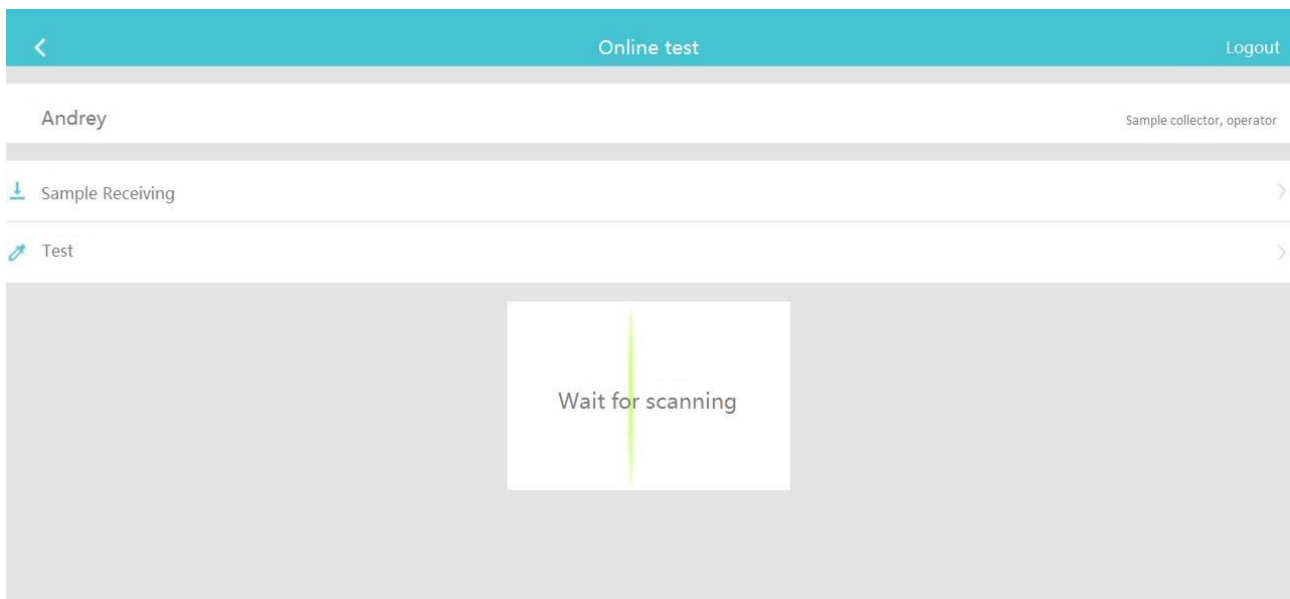 Online test
Logout
Andrey
Sample collector, operator
Sample Receiving
Test
Wait for scanning